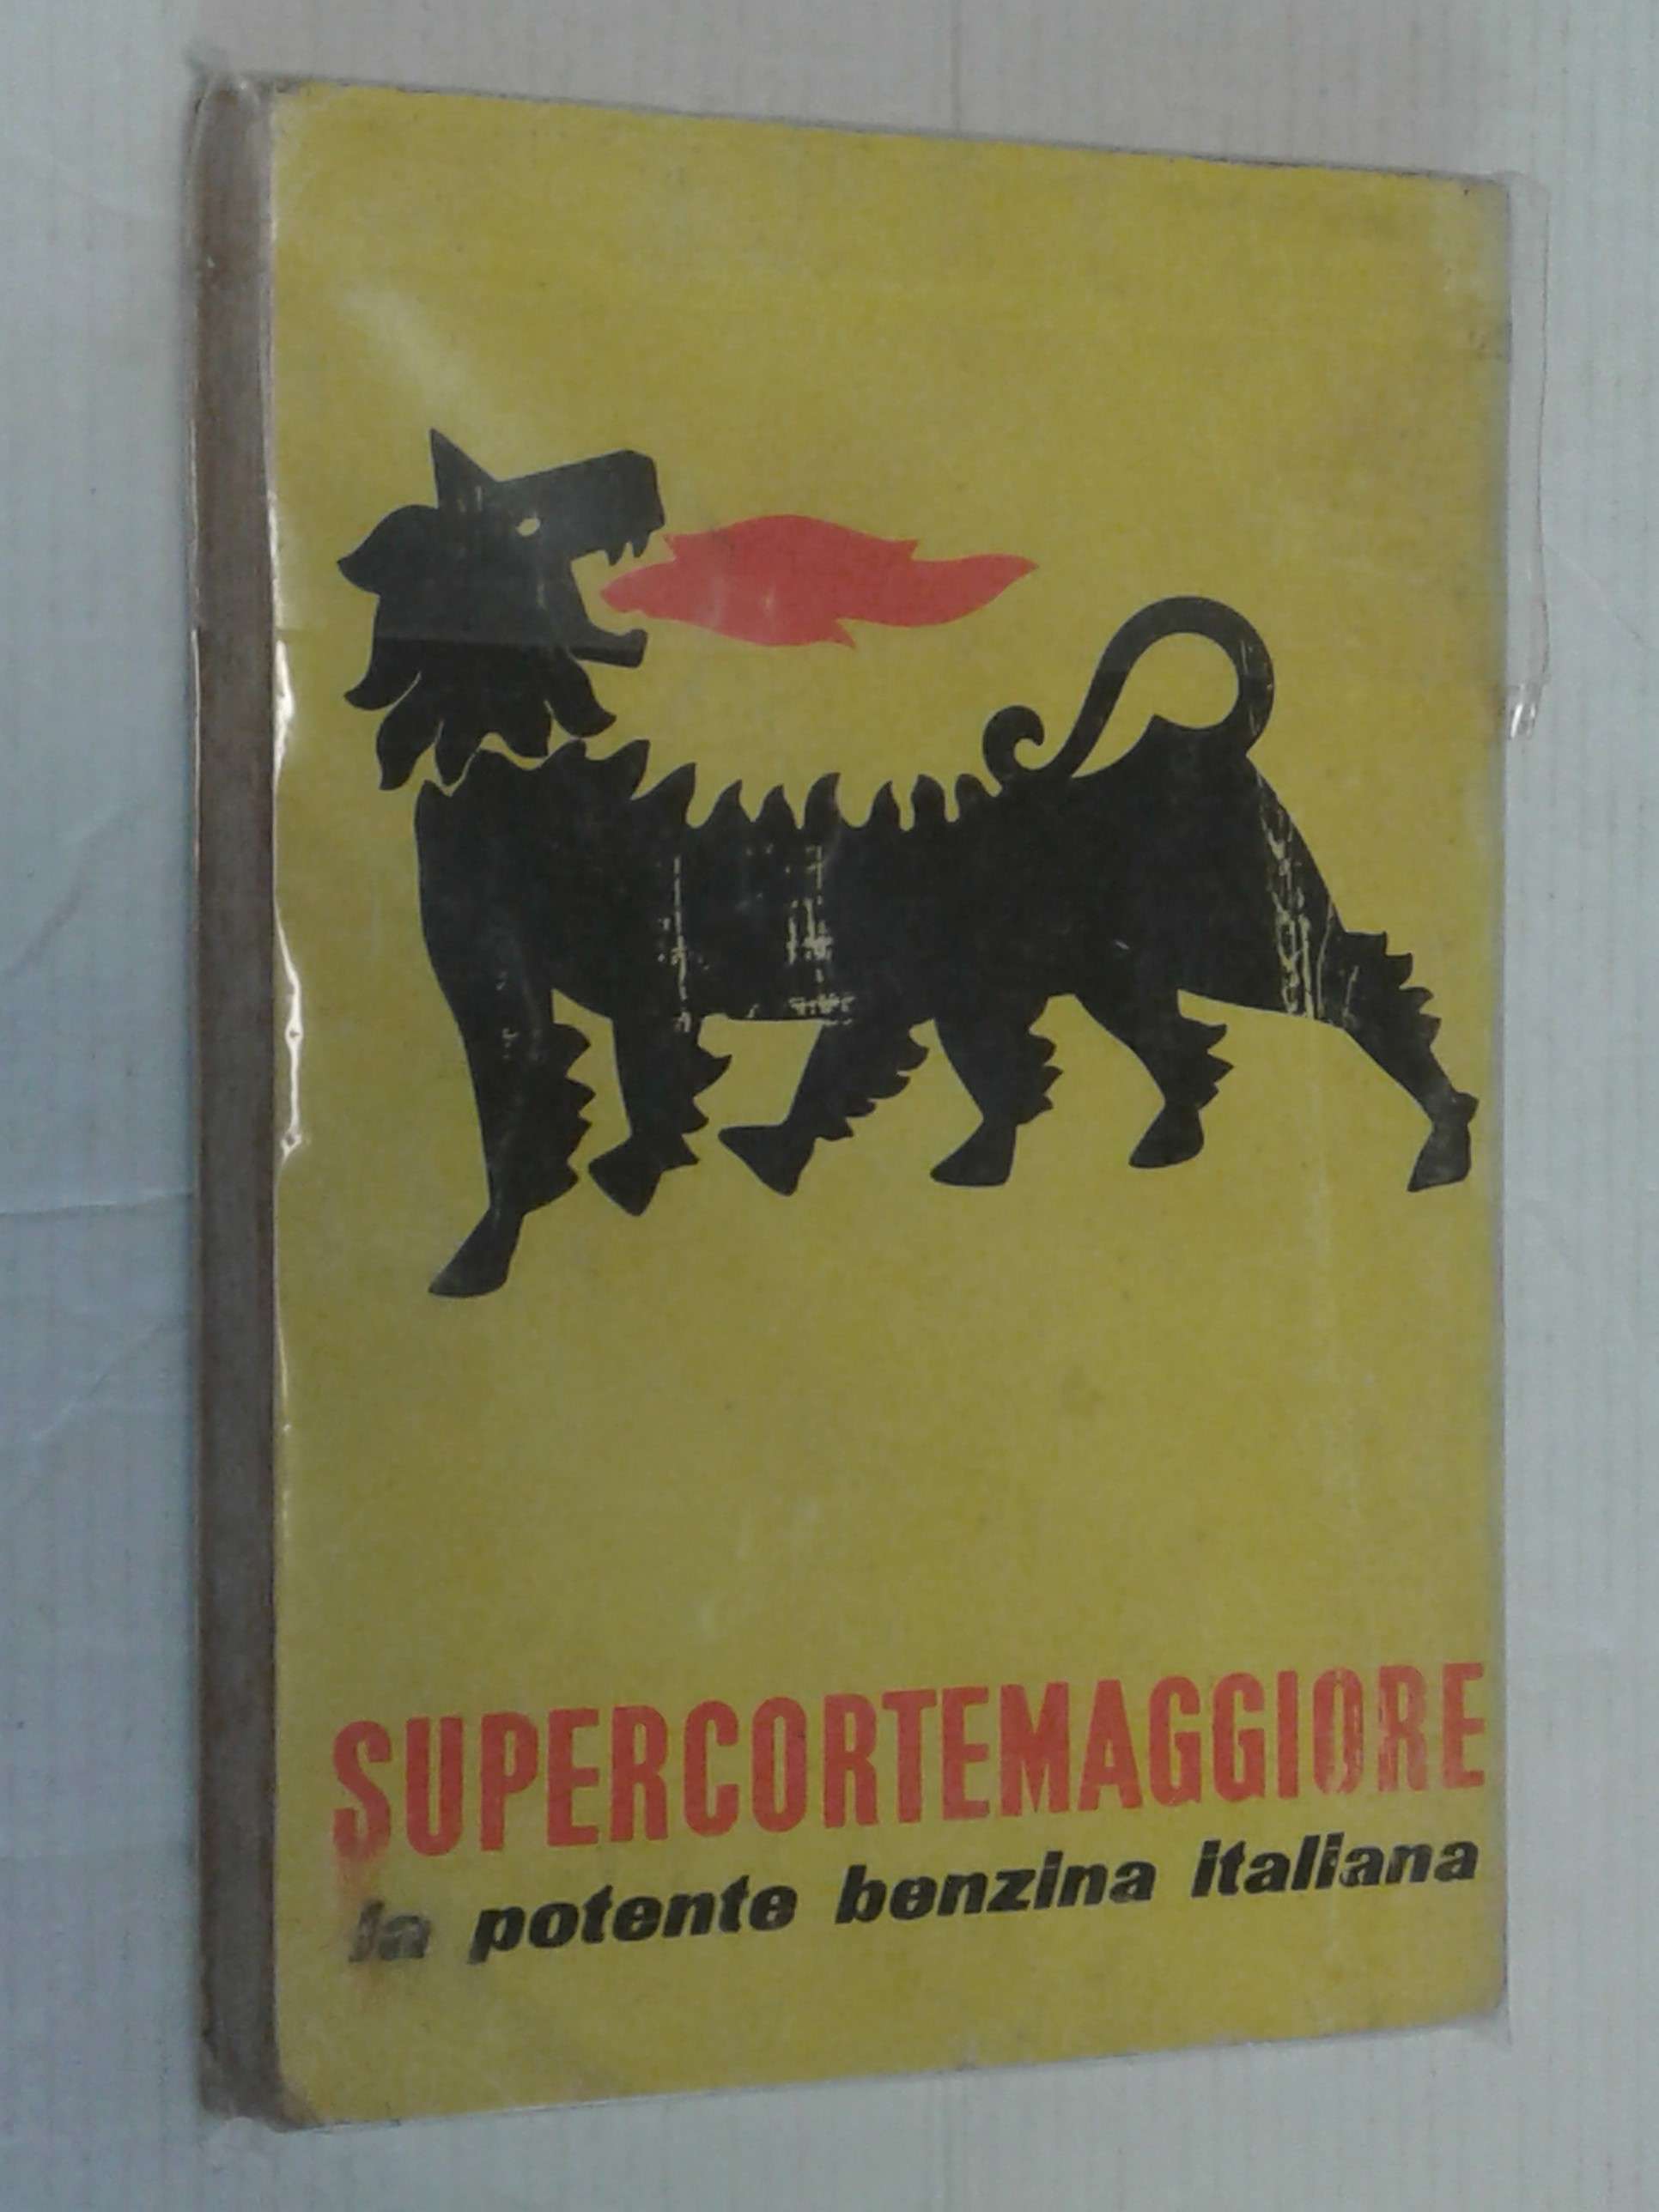 SUPERCORTEMAGGIORE
la potente benzina italiana